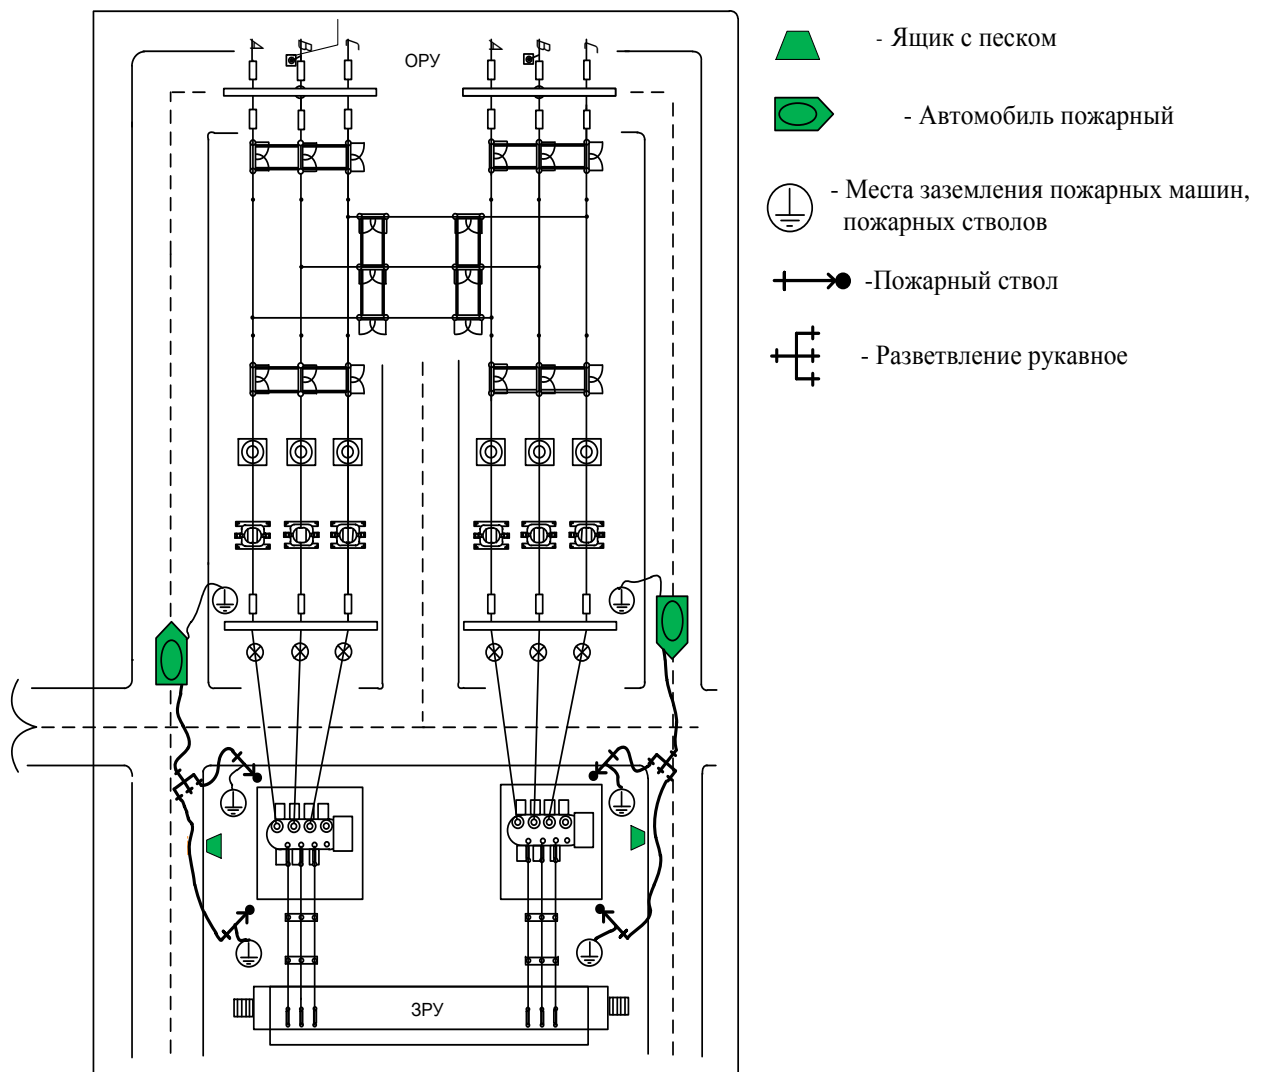 ОРУ
- Ящик с песком
- Автомобиль пожарный
- Места заземления пожарных машин,
пожарных стволов
-Пожарный ствол
- Разветвление рукавное
ЗРУ